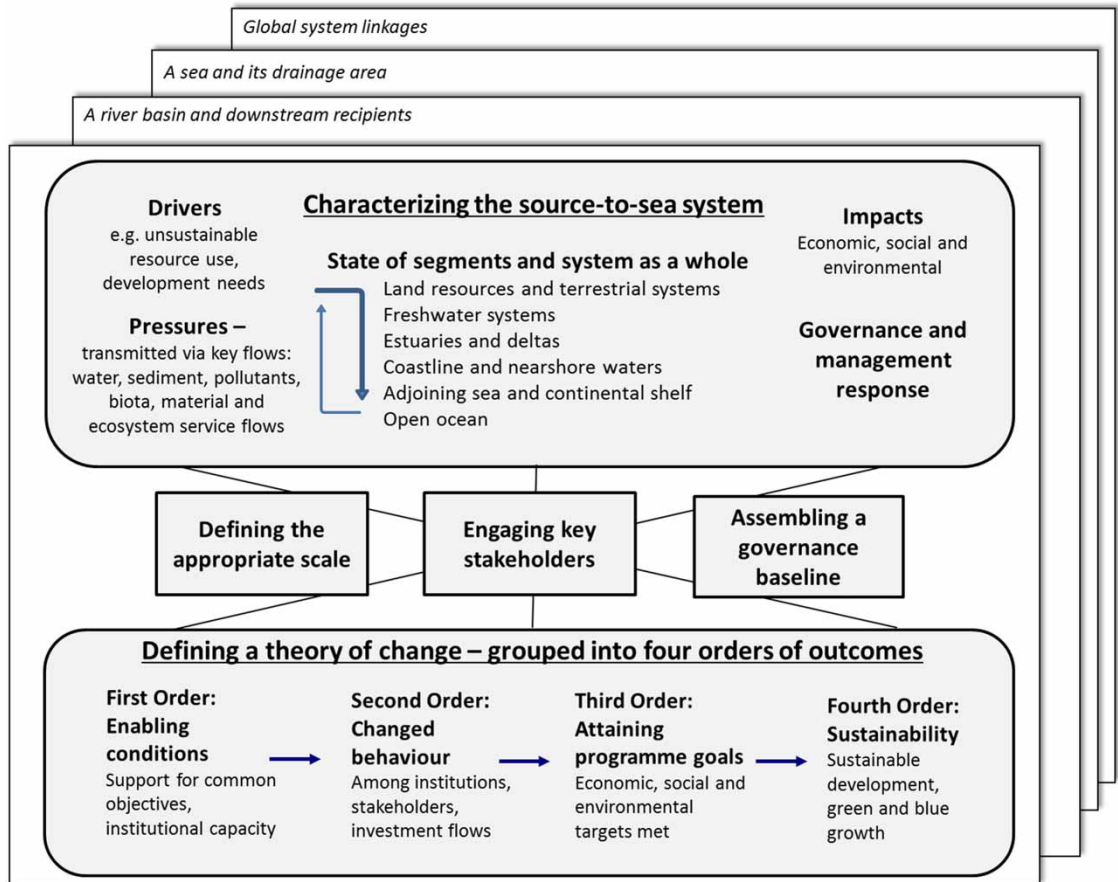 Global system linkages
A sea and its drainage area
A river basin and downstream recipients
Characterizing the source-to-sea system
Drivers
e.g. unsustainable
resource use,
development needs
Pressures –
transmitted via key flows:
water, sediment, pollutants,
biota, material and
ecosystem service flows
State of segments and system as a whole
Land resources and terrestrial systems
Freshwater systems
Estuaries and deltas
Coastline and nearshore waters
Adjoining sea and continental shelf
Open ocean
Impacts
Economic, social and
environmental
Governance and
management
response
Defining the
appropriate scale
Engaging key
stakeholders
Assembling a
governance
baseline
Defining a theory of change – grouped into four orders of outcomes
First Order:
Enabling
conditions
Support for common
objectives,
institutional capacity
Second Order:
Changed
behaviour
Among institutions,
stakeholders,
investment flows
Third Order:
Attaining
programme goals
Economic, social and
environmental
targets met
Fourth Order:
Sustainability
Sustainable
development,
green and blue
growth